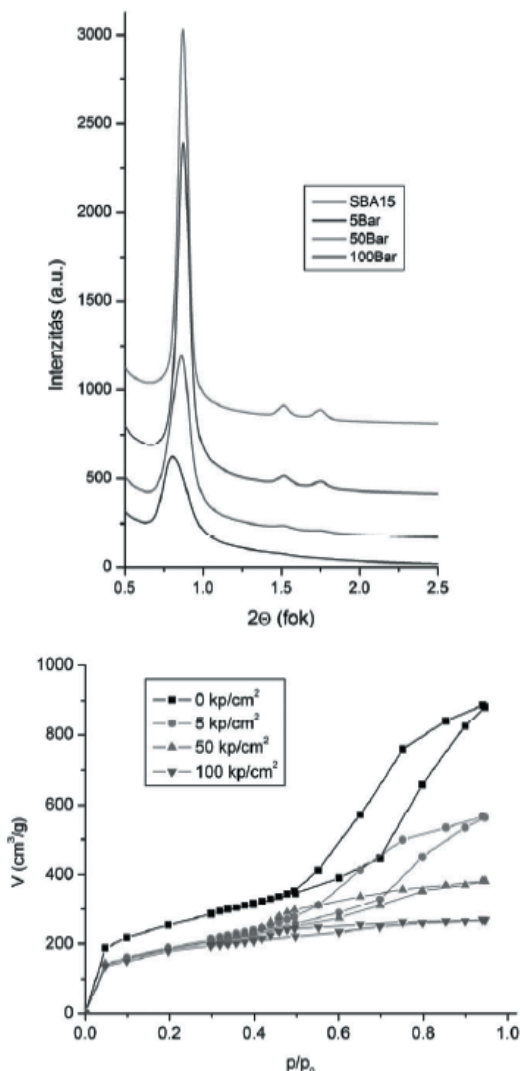 3000
2500
2000
1500
1000
500
0
Intenzitás (a.u.)
SBA15
5Bar
50Bar
100Bar
0.5
1.0
1.5
2.0
2.5
2Θ (fok)
1000
800
600
400
200
0
V (cm³/g)
0 kp/cm²
5 kp/cm²
50 kp/cm²
100 kp/cm²
0.0
0.2
0.4
0.6
0.8
1.0
p/p₀